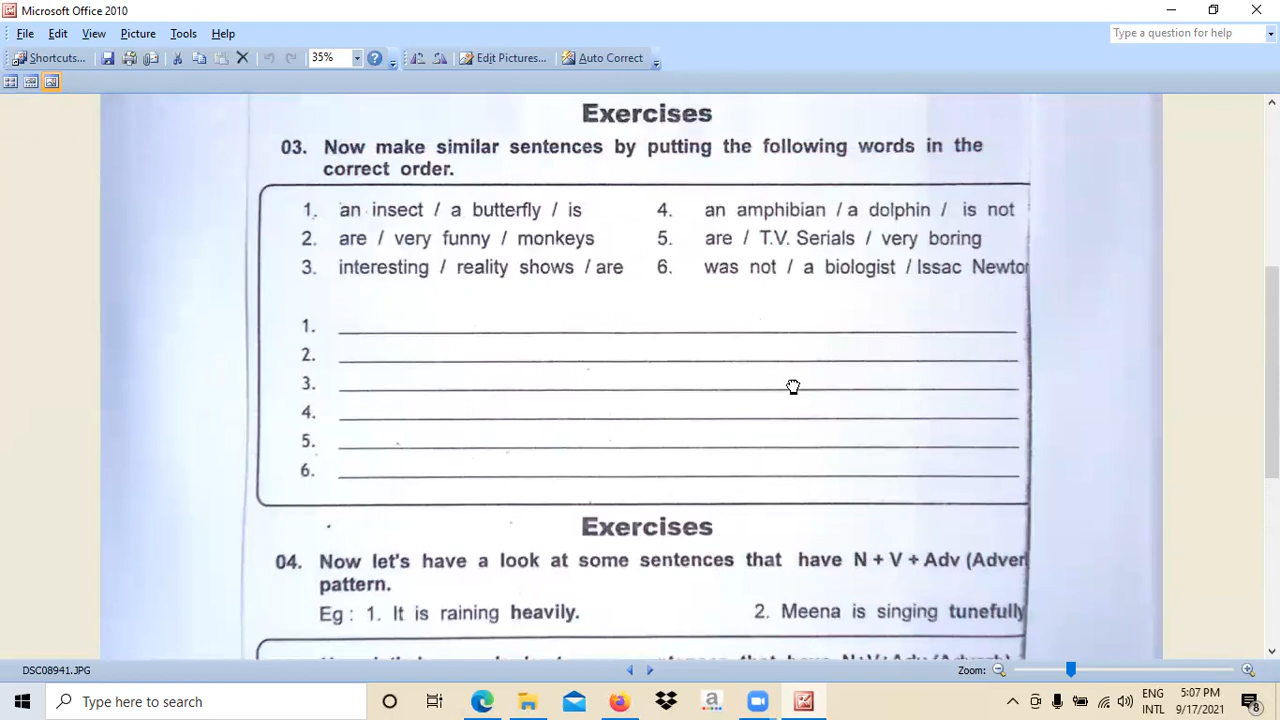 Microsoft Office 2010
File Edit View Picture Tools Help
Type a question for help
Shortcuts... 35% Edit Pictures... Auto Correct
Exercises
03. Now make similar sentences by putting the following words in the
correct order.
1. an insect / a butterfly / is 4. an amphibian / a dolphin / is not
2. are / very funny / monkeys 5. are / T.V. Serials / very boring
3. interesting / reality shows / are 6. was not / a biologist / Issac Newton
1.
2.
3.
4.
5.
6.
Exercises
04. Now let's have a look at some sentences that have N + V + Adv (Adver
pattern.
Eg : 1. It is raining heavily. 2. Meena is singing tunefully
DSC08941.JPG Zoom:
Type here to search
ENG
INTL
5:07 PM
9/17/2021
8